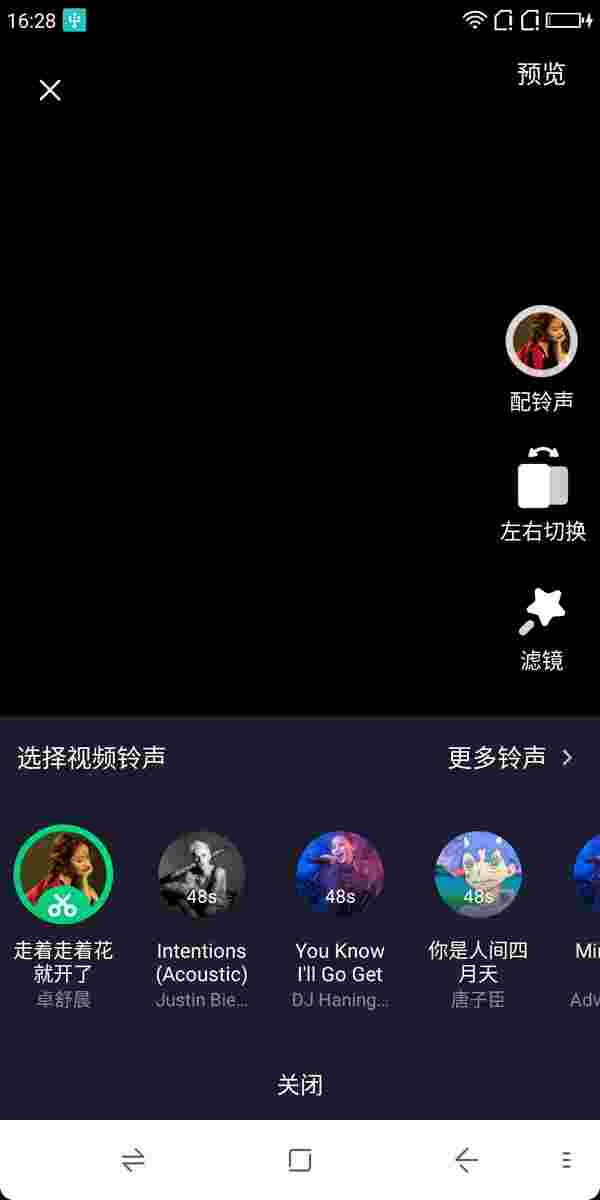 16:28
预览
配铃声
左右切换
滤镜
选择视频铃声
更多铃声
48s
48s
48s
走着走着花
就开了
卓舒晨
Intentions
(Acoustic)
Justin Bie...
You Know
I'll Go Get
DJ Haning...
你是人间四
月天
唐子臣
Mi
Adv
关闭